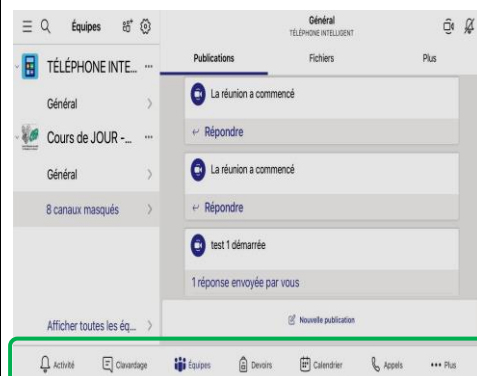 Équipes
Général
TÉLÉPHONE INTELLIGENT
Publications Fichiers Plus
TÉLÉPHONE INTE... ...
Général
Cours de JOUR -... ...
Général
8 canaux masqués
Afficher toutes les éq...
La réunion a commencé
Répondre
La réunion a commencé
Répondre
test 1 démarrée
1 réponse envoyée par vous
Nouvelle publication
Activité Clavardage Équipes Devoirs Calendrier Appels ... Plus